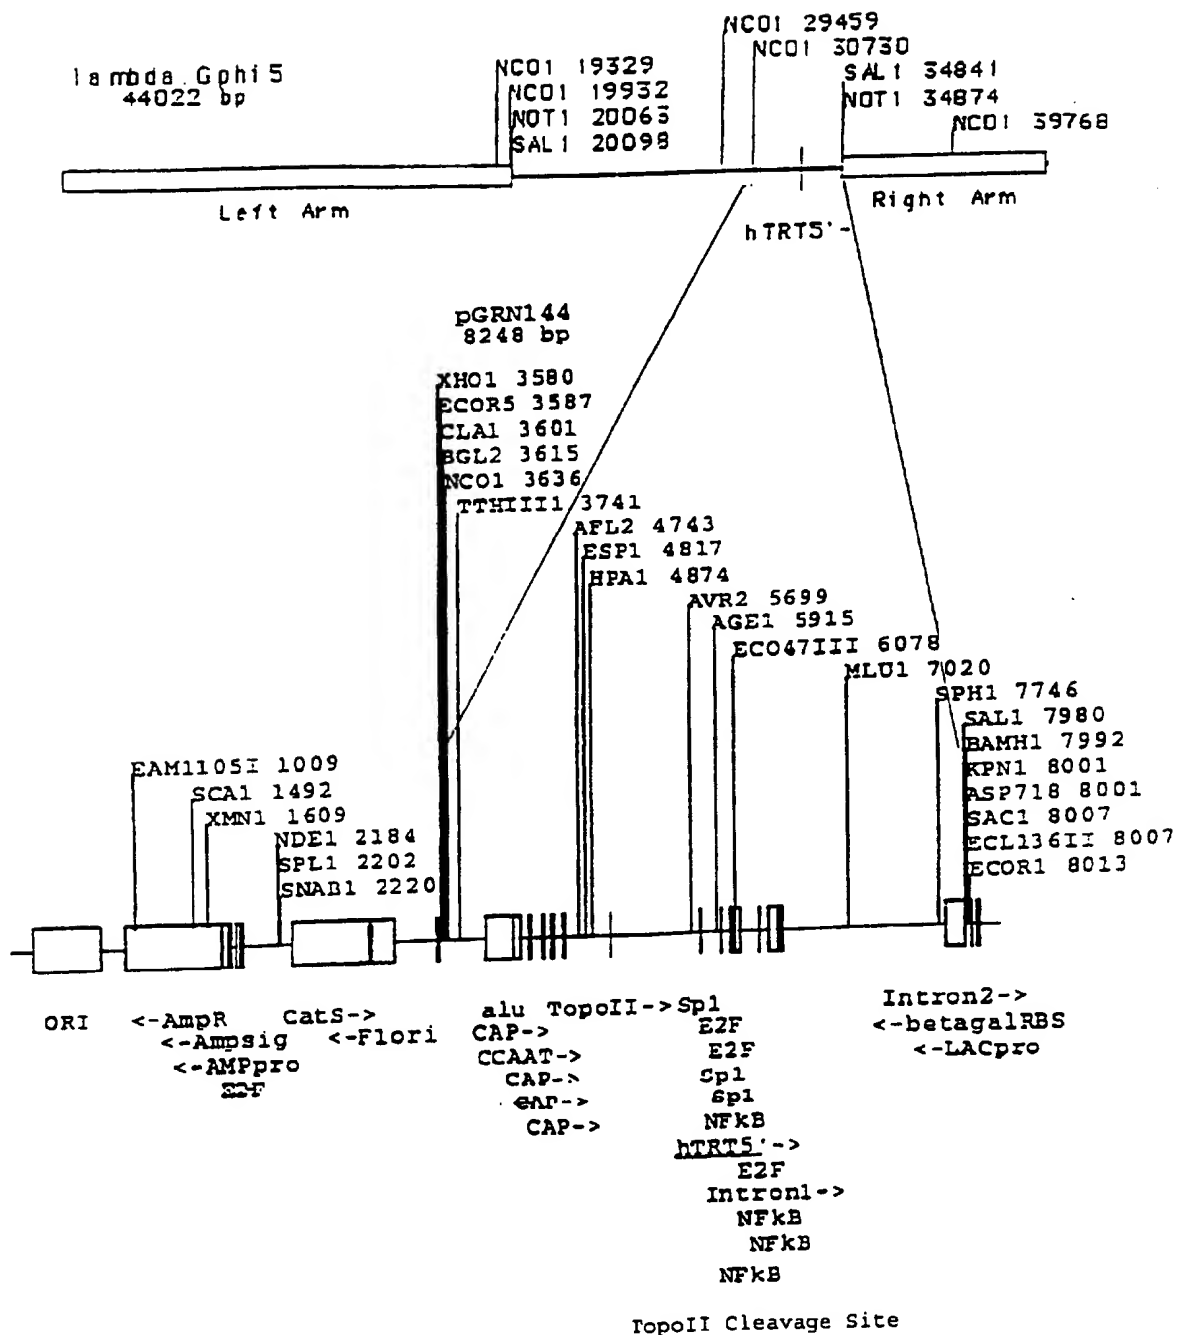 lambda.Gphi5
44022 bp
NCO1 19329
NCO1 19932
NOT1 20063
SAL1 20098
NCO1 29459
NCO1 30730
SAL1 34841
NOT1 34874
NCO1 39768
Left Arm
Right Arm
hTRT5'-
pGRN144
8248 bp
XHO1 3580
ECOR5 3587
CLA1 3601
BGL2 3615
NCO1 3636
TTHIII1 3741
AFL2 4743
ESP1 4817
HPA1 4874
AVR2 5699
AGE1 5915
ECO47III 6078
MLU1 7020
SPH1 7746
SAL1 7980
BAMH1 7992
KPN1 8001
ASP718 8001
SAC1 8007
ECL136II 8007
ECOR1 8013
EAM1105I 1009
SCA1 1492
XMN1 1609
NDE1 2184
SPL1 2202
SNAB1 2220
ORI
<-AmpR
<-Ampsig
<-AMPpro
E2F
CatS->
<-Flori
alu
CAP->
CCAAT->
CAP->
CAP->
CAP->
TopoII->
Sp1
E2F
E2F
Sp1
Sp1
NFkB
hTRT5'->
E2F
Intron1->
NFkB
NFkB
NFkB
Intron2->
<-betagalRBS
<-LACpro
TopoII Cleavage Site